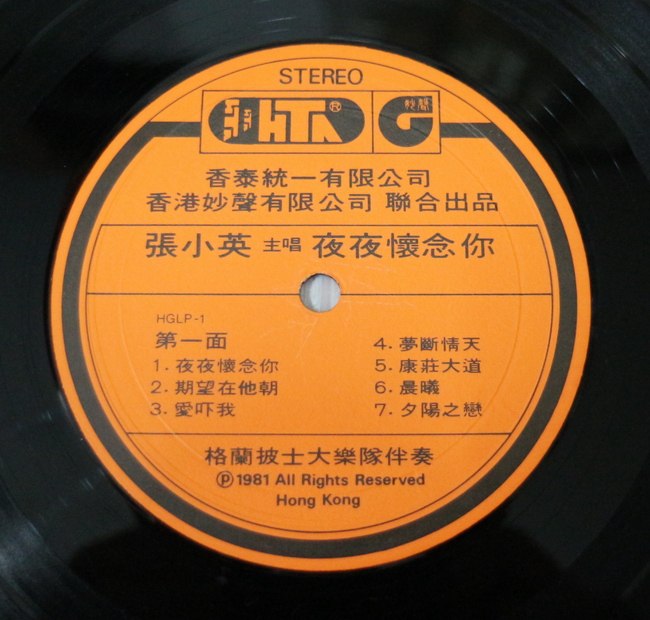 STEREO
HTA® G 妙聲
香泰統一有限公司
香港妙聲有限公司 聯合出品
張小英 主唱 夜夜懷念你
HGLP-1
第一面
1. 夜夜懷念你
2. 期望在他朝
3. 愛吓我
4. 夢斷情天
5. 康莊大道
6. 晨曦
7. 夕陽之戀
格蘭披士大樂隊伴奏
Ⓟ 1981 All Rights Reserved
Hong Kong